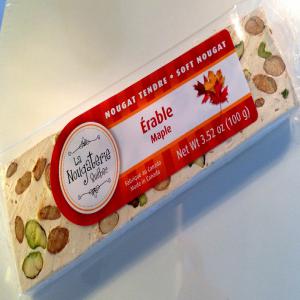 NOUGAT TENDRE • SOFT NOUGAT
La
Nougaterie
Québec
Érable
Maple
Net Wt 3.52 oz (100 g)
Fabriqué au Canada
Made in Canada